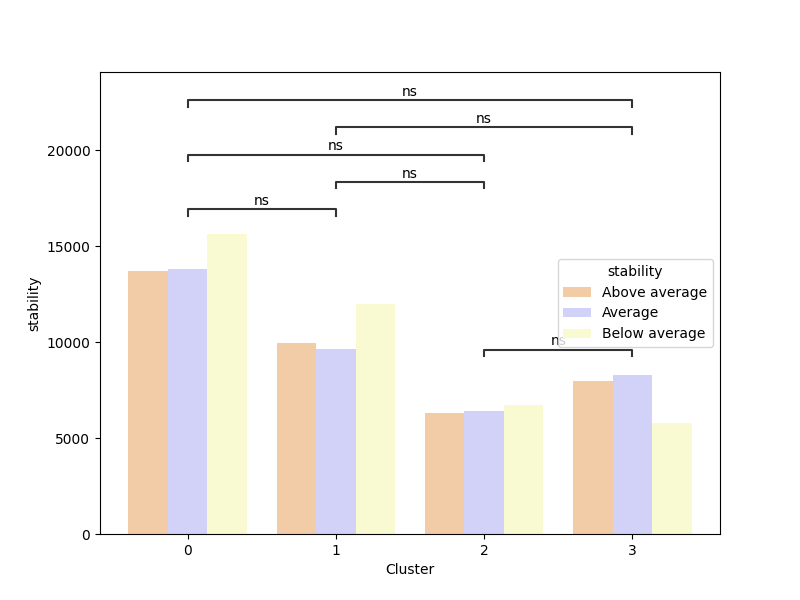 ns
ns
ns
ns
ns
ns
stability
Above average
Average
Below average
20000
15000
10000
5000
0
stability
0 1 2 3
Cluster